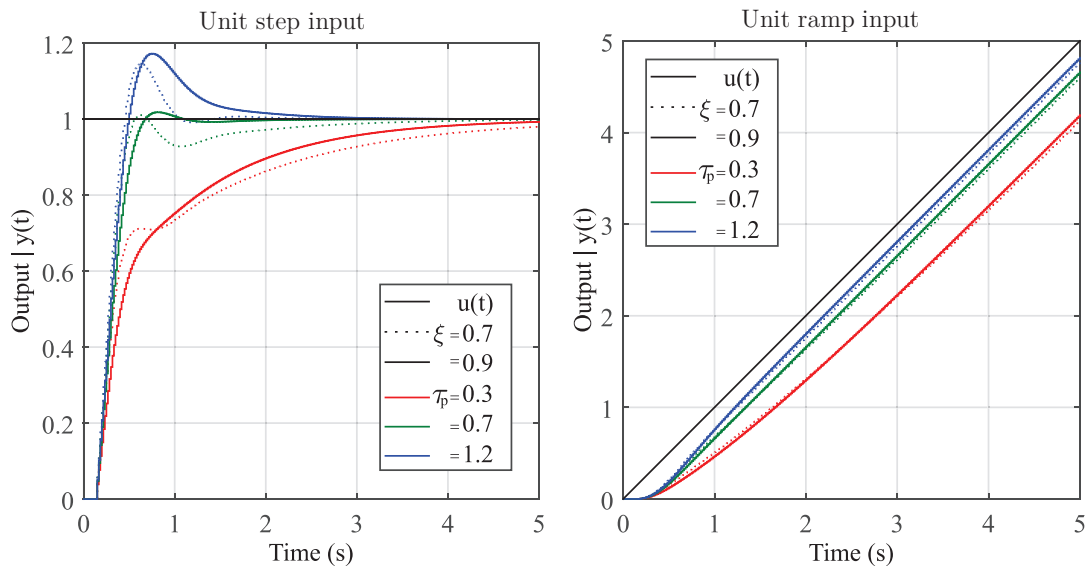 Unit step input
1.2
1
0.8
0.6
0.4
0.2
0
0 1 2 3 4 5
Output | y(t)
Time (s)
u(t)
ξ = 0.7
= 0.9
τp = 0.3
= 0.7
= 1.2
Unit ramp input
5
4
3
2
1
0
0 1 2 3 4 5
Output | y(t)
Time (s)
u(t)
ξ = 0.7
= 0.9
τp = 0.3
= 0.7
= 1.2